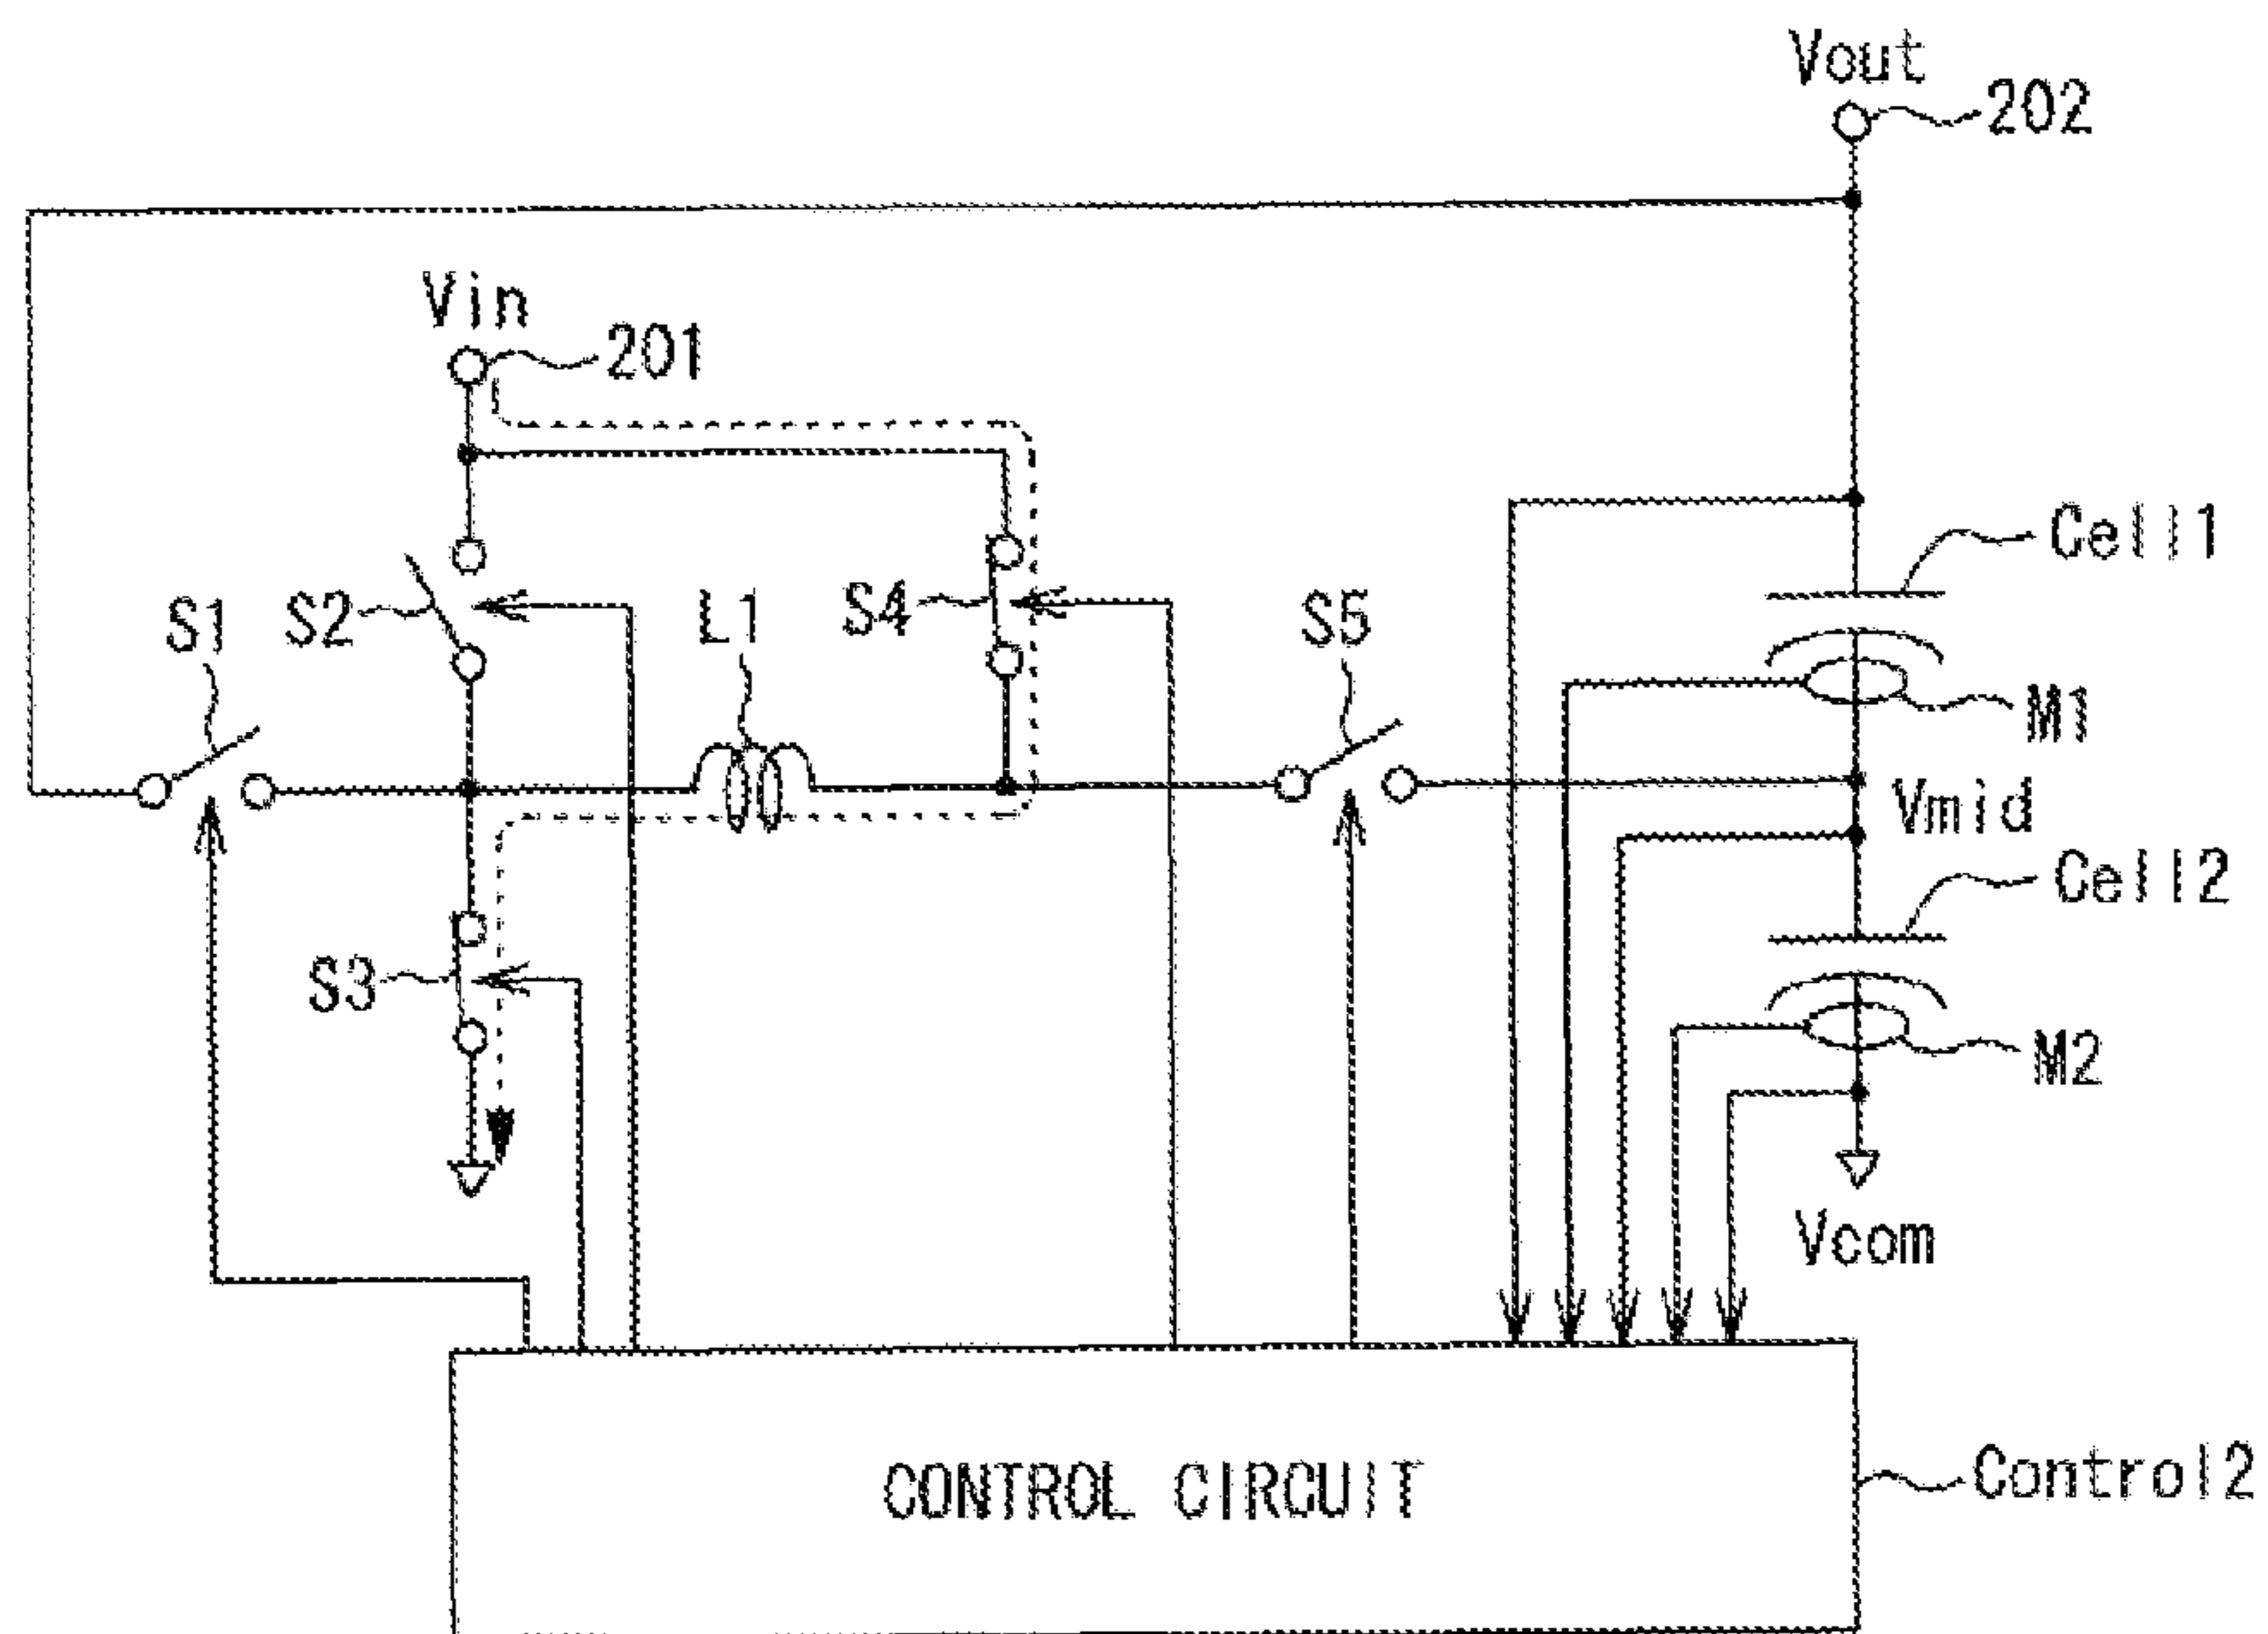 Vout
202
Vin
201
Cell1
S1
S2
L1
S4
S5
M1
Vmid
Cell2
S3
M2
Vcom
CONTROL CIRCUIT
Control2